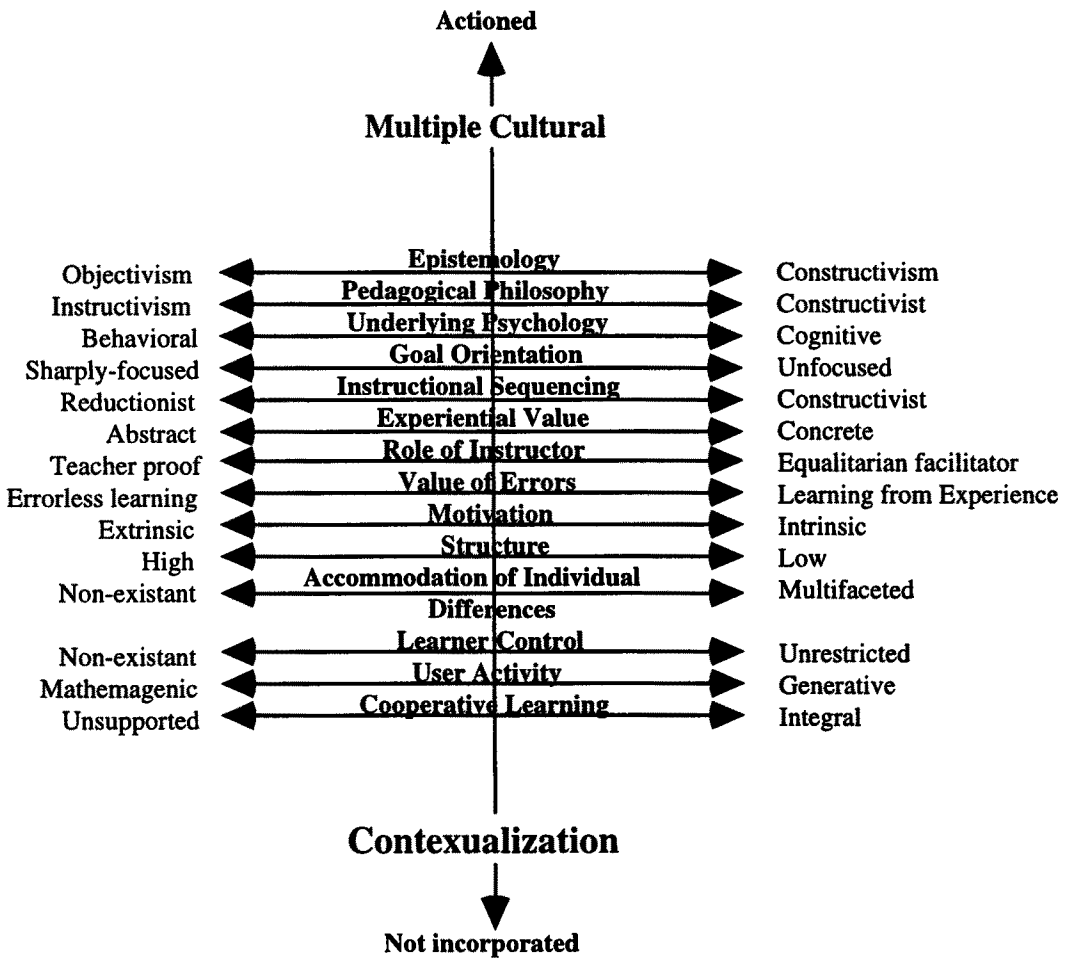 Actioned
Multiple Cultural
Objectivism Epistemology Constructivism
Instructivism Pedagogical Philosophy Constructivist
Behavioral Underlying Psychology Cognitive
Sharply-focused Goal Orientation Unfocused
Reductionist Instructional Sequencing Constructivist
Abstract Experiential Value Concrete
Teacher proof Role of Instructor Equalitarian facilitator
Errorless learning Value of Errors Learning from Experience
Extrinsic Motivation Intrinsic
High Structure Low
Non-existant Accommodation of Individual Multifaceted
Differences
Non-existant Learner Control Unrestricted
Mathemagenic User Activity Generative
Unsupported Cooperative Learning Integral
Contexualization
Not incorporated